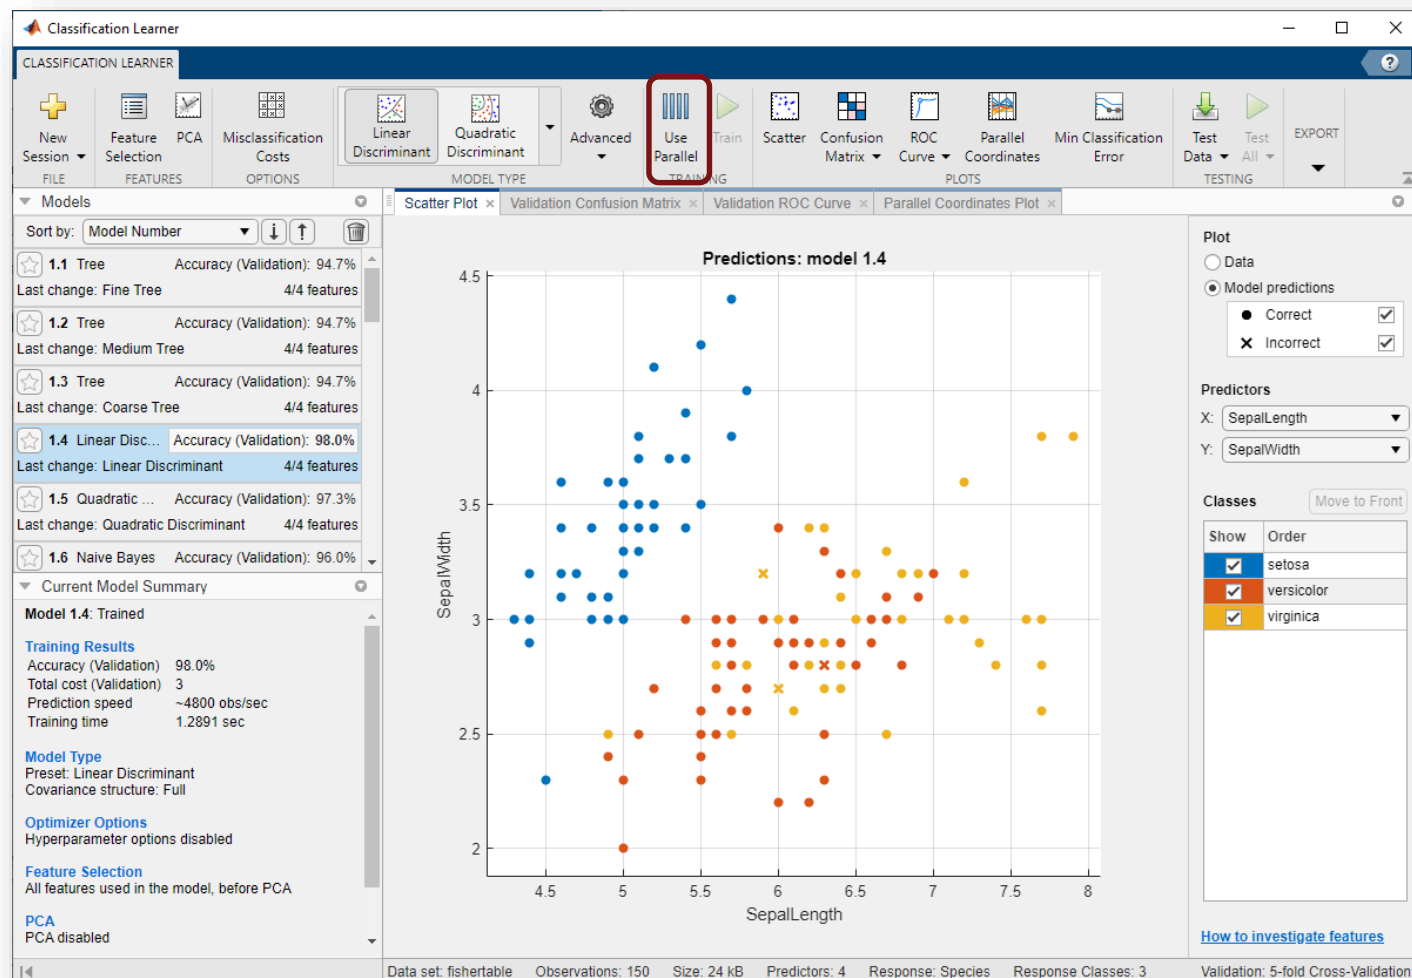 Classification Learner
CLASSIFICATION LEARNER
New Session
Feature Selection
PCA
Misclassification Costs
Linear Discriminant
Quadratic Discriminant
Advanced
Use Parallel
Train
Scatter
Confusion Matrix
ROC Curve
Parallel Coordinates
Min Classification Error
Test Data
Test All
EXPORT
FILE
FEATURES
OPTIONS
MODEL TYPE
TRAINING
PLOTS
TESTING
Models
Sort by: Model Number
1.1 Tree Accuracy (Validation): 94.7%
Last change: Fine Tree 4/4 features
1.2 Tree Accuracy (Validation): 94.7%
Last change: Medium Tree 4/4 features
1.3 Tree Accuracy (Validation): 94.7%
Last change: Coarse Tree 4/4 features
1.4 Linear Disc... Accuracy (Validation): 98.0%
Last change: Linear Discriminant 4/4 features
1.5 Quadratic ... Accuracy (Validation): 97.3%
Last change: Quadratic Discriminant 4/4 features
1.6 Naive Bayes Accuracy (Validation): 96.0%
Current Model Summary
Model 1.4: Trained
Training Results
Accuracy (Validation) 98.0%
Total cost (Validation) 3
Prediction speed ~4800 obs/sec
Training time 1.2891 sec
Model Type
Preset: Linear Discriminant
Covariance structure: Full
Optimizer Options
Hyperparameter options disabled
Feature Selection
All features used in the model, before PCA
PCA
PCA disabled
Scatter Plot
Validation Confusion Matrix
Validation ROC Curve
Parallel Coordinates Plot
Predictions: model 1.4
4.5
4
3.5
3
2.5
2
SepalWidth
4.5 5 5.5 6 6.5 7 7.5 8
SepalLength
Plot
Data
Model predictions
Correct
Incorrect
Predictors
X: SepalLength
Y: SepalWidth
Classes Move to Front
Show Order
setosa
versicolor
virginica
How to investigate features
Data set: fishertable Observations: 150 Size: 24 kB Predictors: 4 Response: Species Response Classes: 3 Validation: 5-fold Cross-Validation